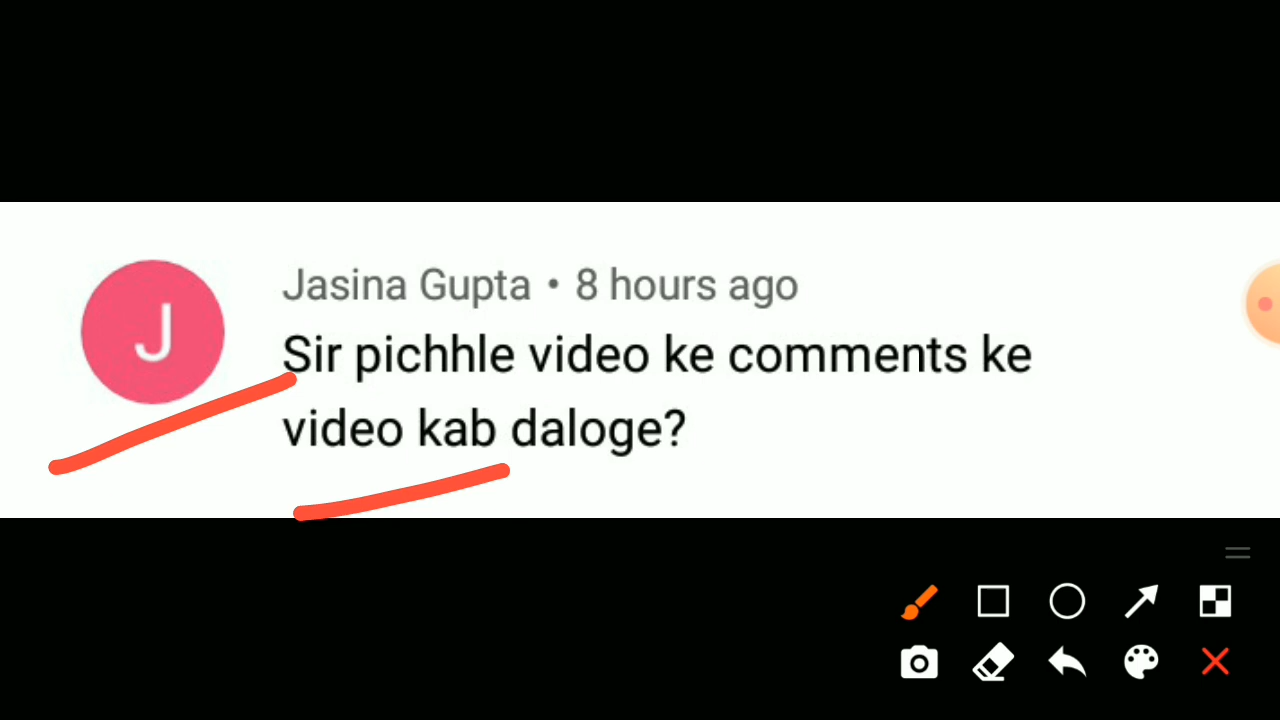 J
Jasina Gupta • 8 hours ago
Sir pichhle video ke comments ke
video kab daloge?